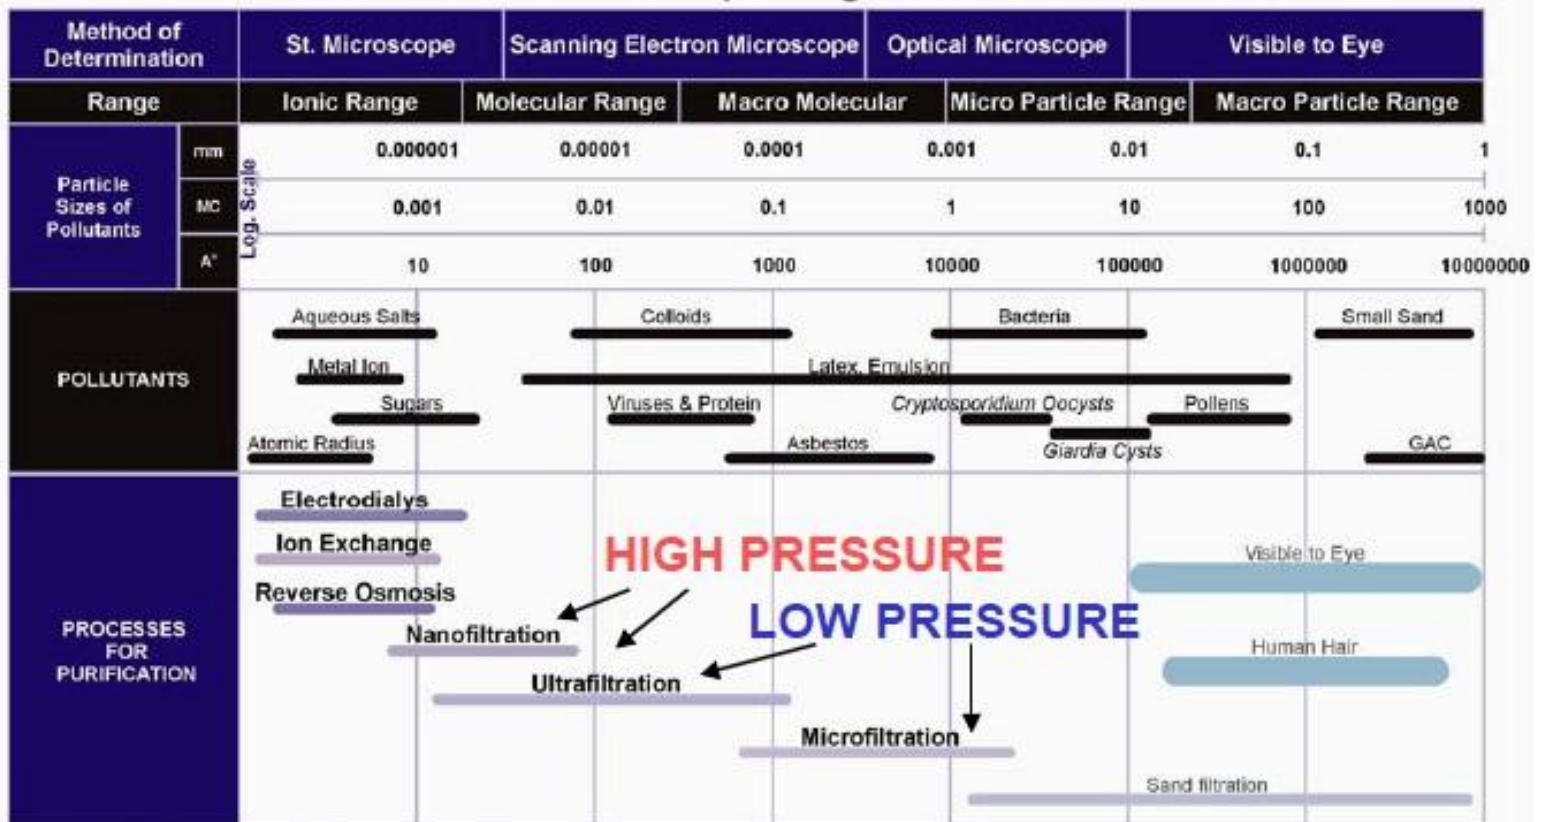 Method of
Determination
St. Microscope
Scanning Electron Microscope
Optical Microscope
Visible to Eye
Range
Ionic Range
Molecular Range
Macro Molecular
Micro Particle Range
Macro Particle Range
Particle
Sizes of
Pollutants
Log. Scale
mm
0.000001
0.00001
0.0001
0.001
0.01
0.1
1
MC
0.001
0.01
0.1
1
10
100
1000
A°
10
100
1000
10000
100000
1000000
10000000
POLLUTANTS
Aqueous Salts
Colloids
Bacteria
Small Sand
Metal Ion
Latex, Emulsion
Sugars
Viruses & Protein
Cryptosporidium Oocysts
Pollens
Atomic Radius
Asbestos
Giardia Cysts
GAC
PROCESSES
FOR
PURIFICATION
Electrodialys
Ion Exchange
HIGH PRESSURE
Visible to Eye
Reverse Osmosis
LOW PRESSURE
Nanofiltration
Human Hair
Ultrafiltration
Microfiltration
Sand filtration